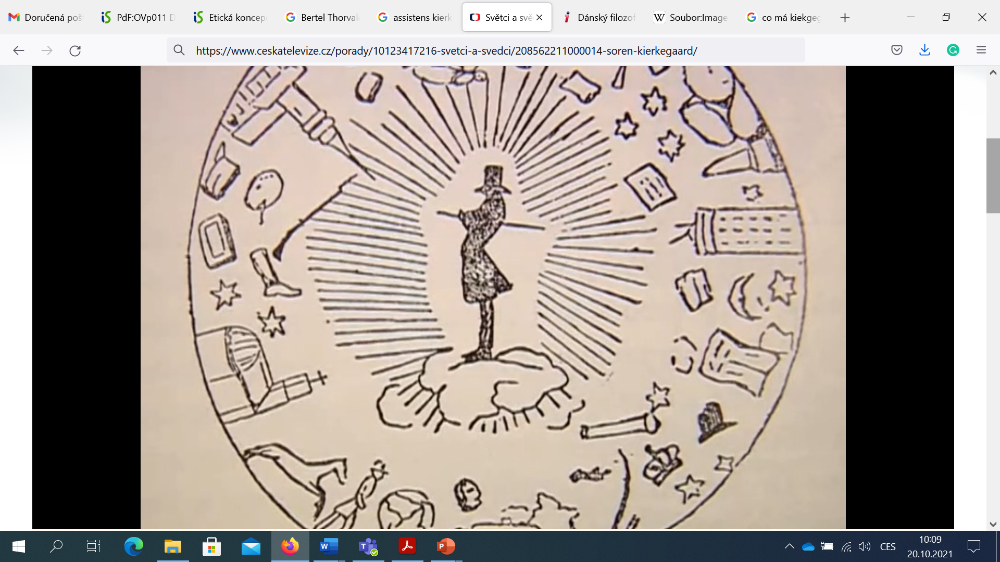 Doručená poš
PdF:OVp011 D
Etická koncep
Bertel Thorval
assistens kierk
Světci a svě
Dánský filozof
Soubor:Image
co má kiekgeg
https://www.ceskatelevize.cz/porady/10123417216-svetci-a-svedci/208562211000014-soren-kierkegaard/
CES
10:09
20.10.2021